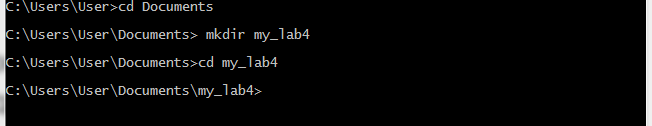 C:\Users\User>cd Documents
C:\Users\User\Documents> mkdir my_lab4
C:\Users\User\Documents>cd my_lab4
C:\Users\User\Documents\my_lab4>